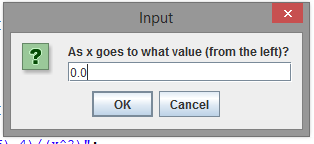 Input
As x goes to what value (from the left)?
0.0
OK
Cancel